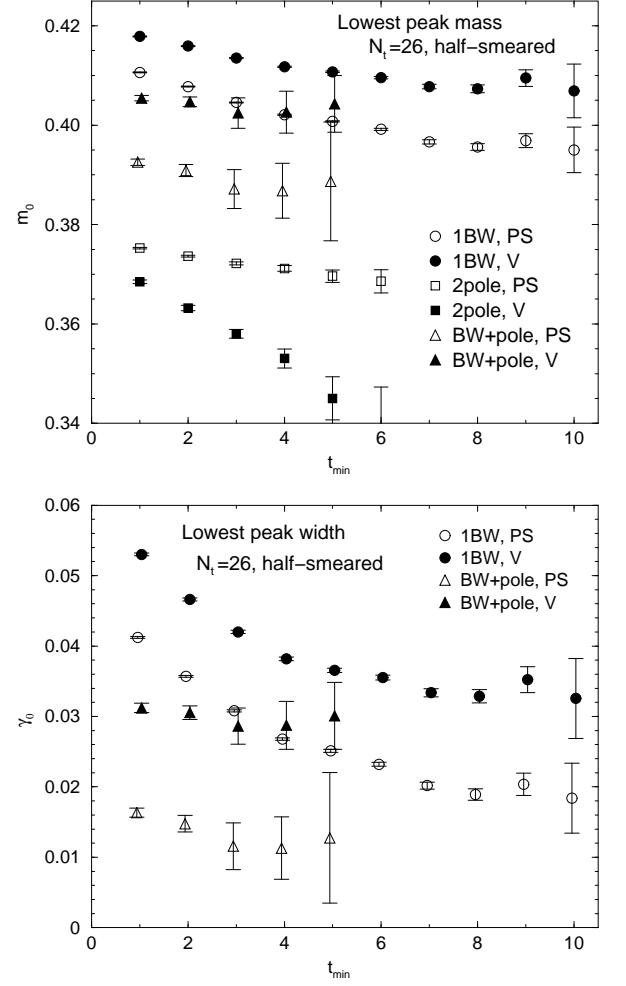 Lowest peak mass
N_t=26, half−smeared
0.42
0.40
0.38
0.36
0.34
m_0
1BW, PS
1BW, V
2pole, PS
2pole, V
BW+pole, PS
BW+pole, V
0 2 4 6 8 10
t_min
Lowest peak width
N_t=26, half−smeared
0.06
0.05
0.04
0.03
0.02
0.01
0
γ_0
1BW, PS
1BW, V
BW+pole, PS
BW+pole, V
0 2 4 6 8 10
t_min